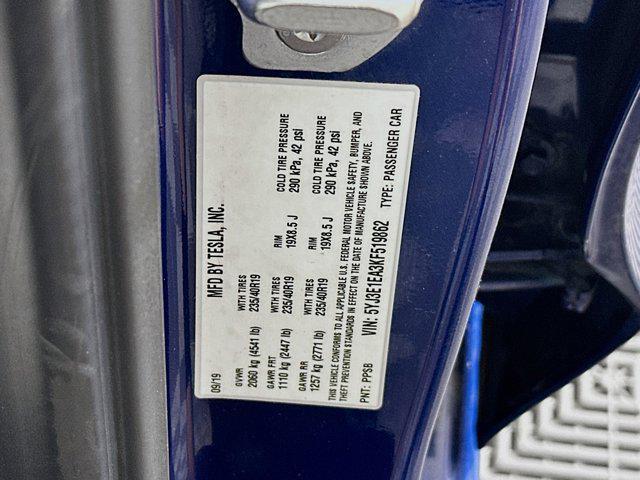 MFD BY TESLA, INC.
09/19
GVWR WITH TIRES RIM COLD TIRE PRESSURE
2060 kg (4541 lb) 235/40R19 19X8.5 J 290 kPa, 42 psi
GAWR FRT WITH TIRES
1110 kg (2447 lb) 235/40R19
GAWR RR WITH TIRES RIM COLD TIRE PRESSURE
1257 kg (2771 lb) 235/40R19 19X8.5 J 290 kPa, 42 psi
THIS VEHICLE CONFORMS TO ALL APPLICABLE U.S. FEDERAL MOTOR VEHICLE SAFETY, BUMPER, AND
THEFT PREVENTION STANDARDS IN EFFECT ON THE DATE OF MANUFACTURE SHOWN ABOVE.
VIN: 5YJ3E1EA3KF519862
PNT: PPSB TYPE: PASSENGER CAR